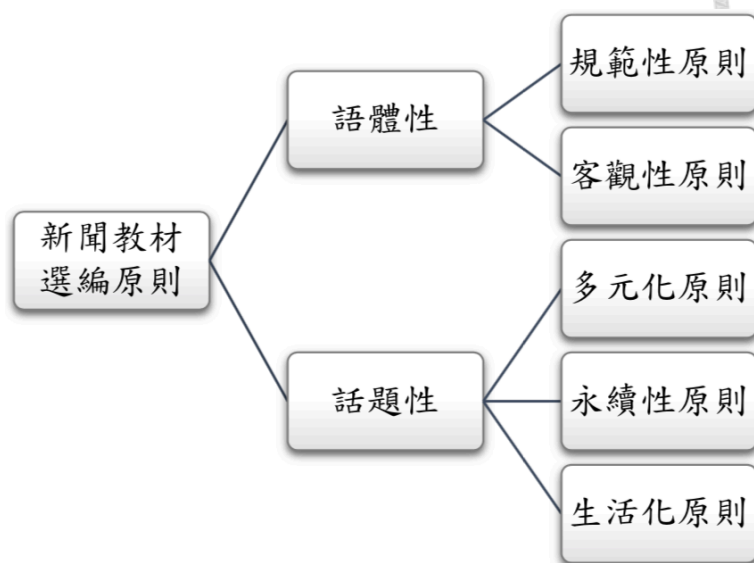 新聞教材
選編原則
語體性
規範性原則
客觀性原則
話題性
多元化原則
永續性原則
生活化原則